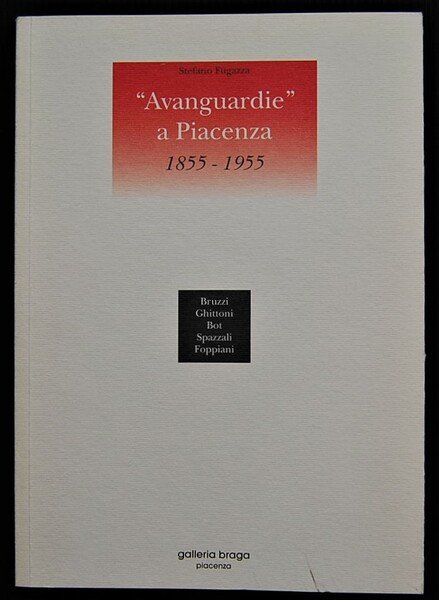 Stefano Fugazza
“Avanguardie”
a Piacenza
1855 - 1955
Bruzzi
Ghittoni
Bot
Spazzali
Foppiani
galleria braga
piacenza